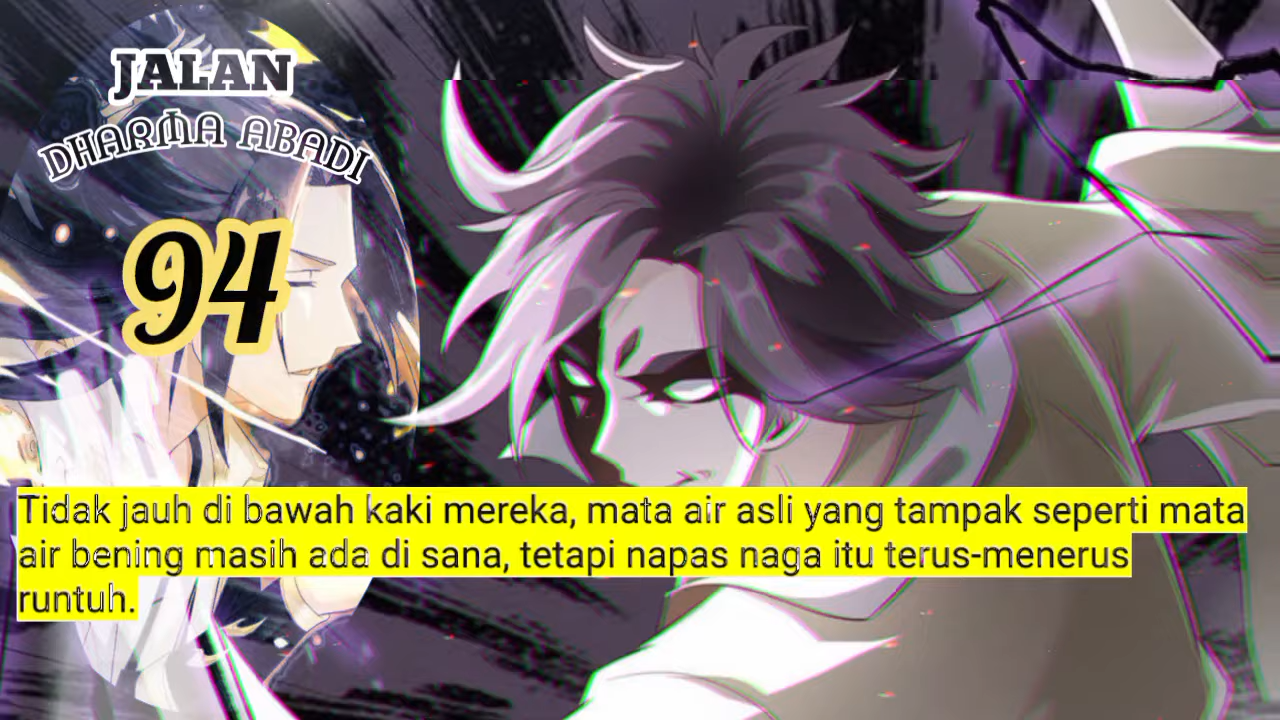 JALAN
DHARMA ABADI
94
Tidak jauh di bawah kaki mereka, mata air asli yang tampak seperti mata
air bening masih ada di sana, tetapi napas naga itu terus-menerus
runtuh.